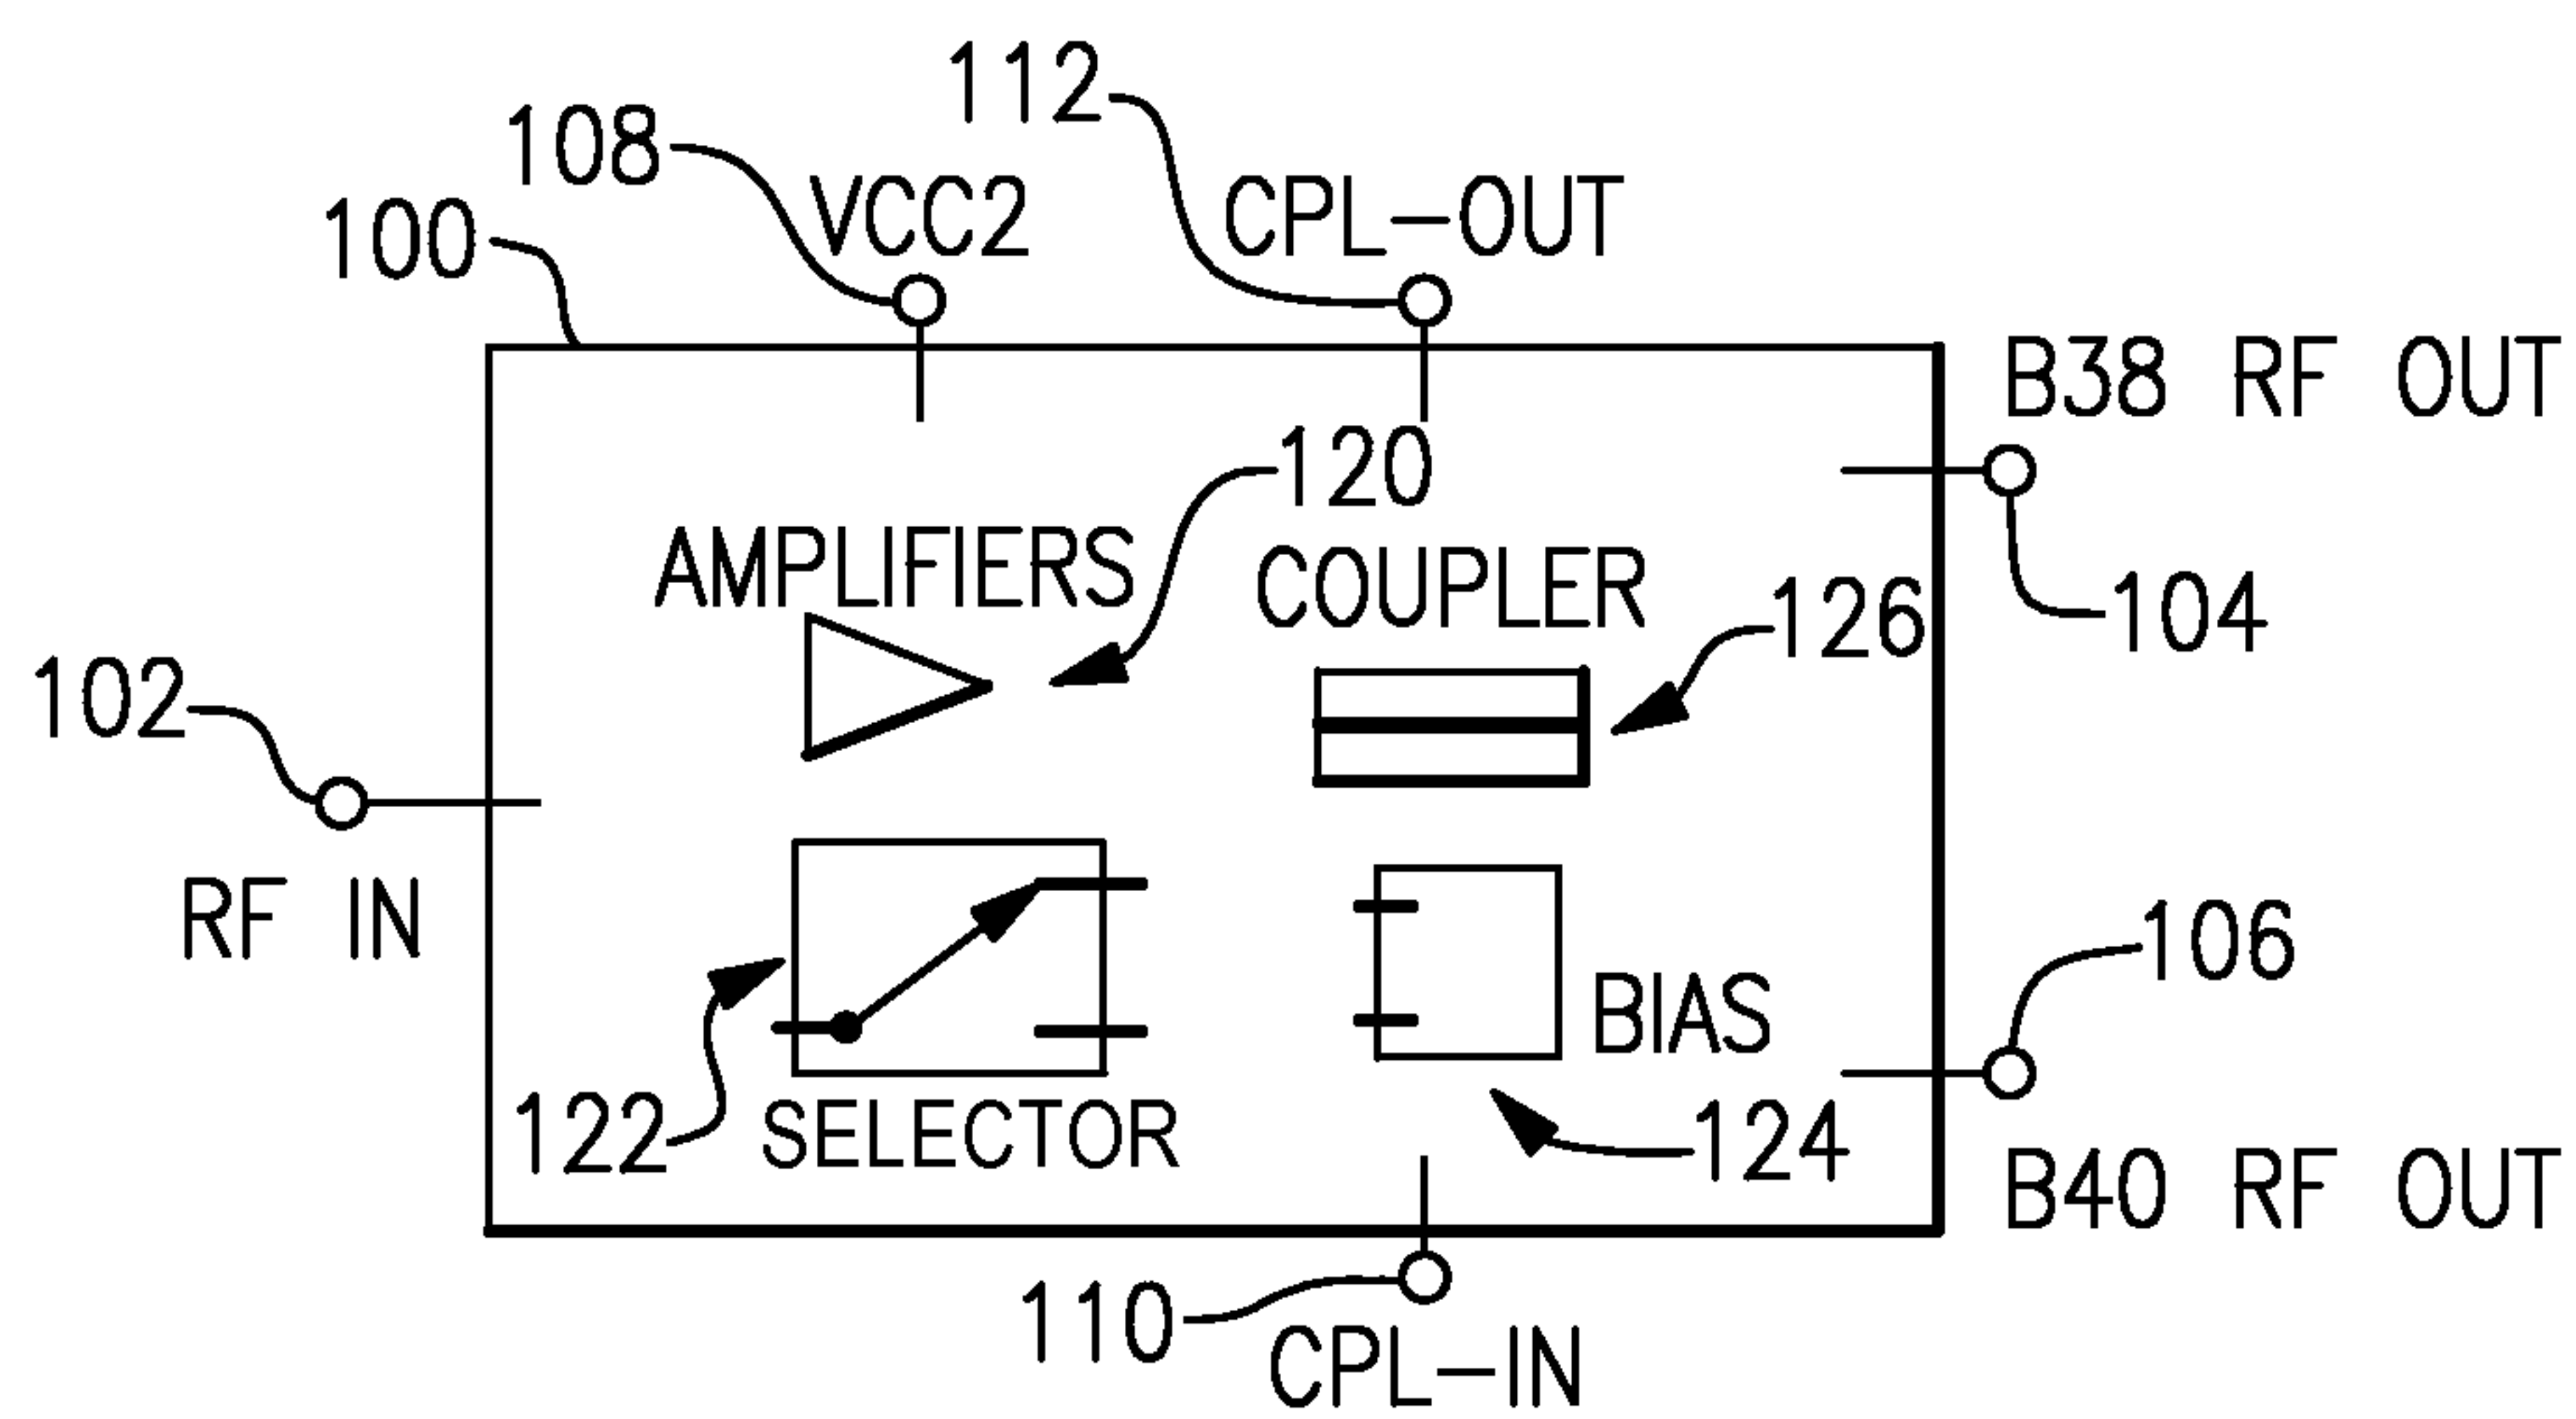 112
108
100
VCC2
CPL-OUT
B38 RF OUT
120
AMPLIFIERS
COUPLER
126
104
102
RF IN
106
BIAS
122
SELECTOR
124
B40 RF OUT
110
CPL-IN